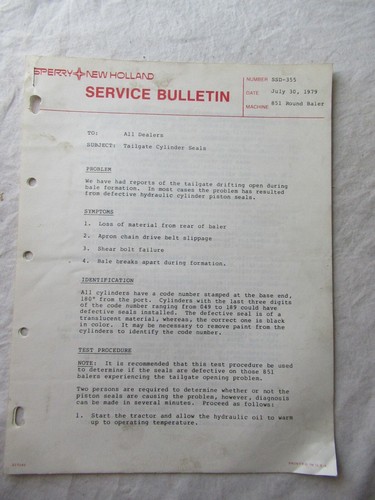 SPERRY NEW HOLLAND
SERVICE BULLETIN
NUMBER SSD-355
DATE July 30, 1979
MACHINE 851 Round Baler
TO: All Dealers
SUBJECT: Tailgate Cylinder Seals
PROBLEM
We have had reports of the tailgate drifting open during
bale formation. In most cases the problem has resulted
from defective hydraulic cylinder piston seals.
SYMPTOMS
1. Loss of material from rear of baler
2. Apron chain drive belt slippage
3. Shear bolt failure
4. Bale breaks apart during formation.
IDENTIFICATION
All cylinders have a code number stamped at the base end,
180° from the port. Cylinders with the last three digits
of the code number ranging from 049 to 189 could have
defective seals installed. The defective seal is of a
translucent material, whereas, the correct one is black
in color. It may be necessary to remove paint from the
cylinders to identify the code number.
TEST PROCEDURE
NOTE: It is recommended that this test procedure be used
to determine if the seals are defective on those 851
balers experiencing the tailgate opening problem.
Two persons are required to determine whether or not the
piston seals are causing the problem, however, diagnosis
can be made in several minutes. Proceed as follows:
1. Start the tractor and allow the hydraulic oil to warm
up to operating temperature.